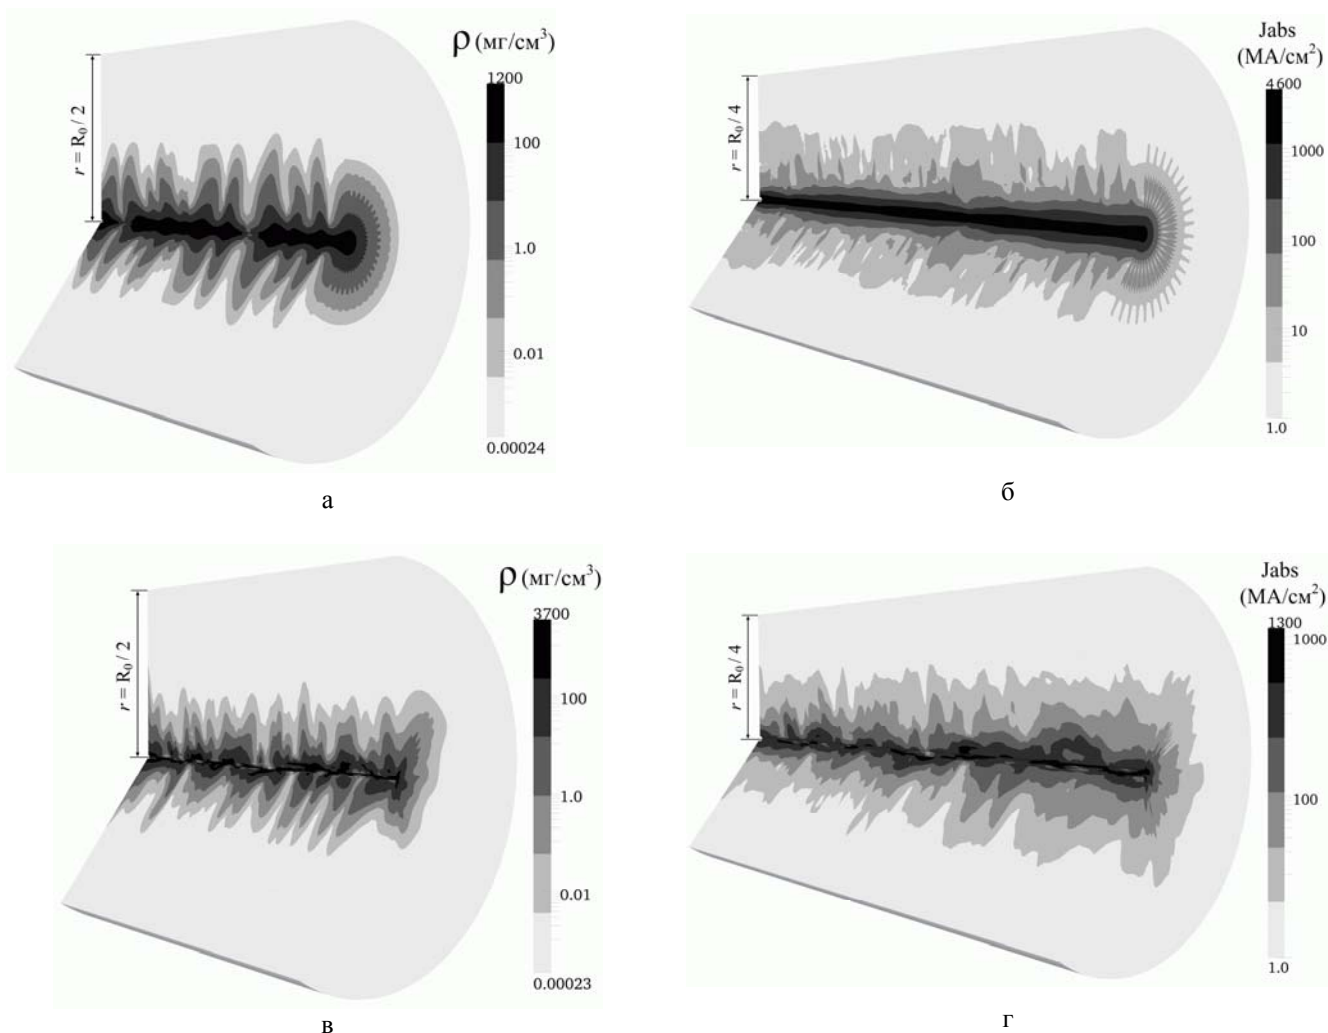 ρ (мг/см³)
1200
100
1.0
0.01
0.00024
r = R₀ / 2
а
Jabs
(МА/см²)
4600
1000
100
10
1.0
r = R₀ / 4
б
ρ (мг/см³)
3700
100
1.0
0.01
0.00023
r = R₀ / 2
в
Jabs
(МА/см²)
1300
1000
100
1.0
r = R₀ / 4
г